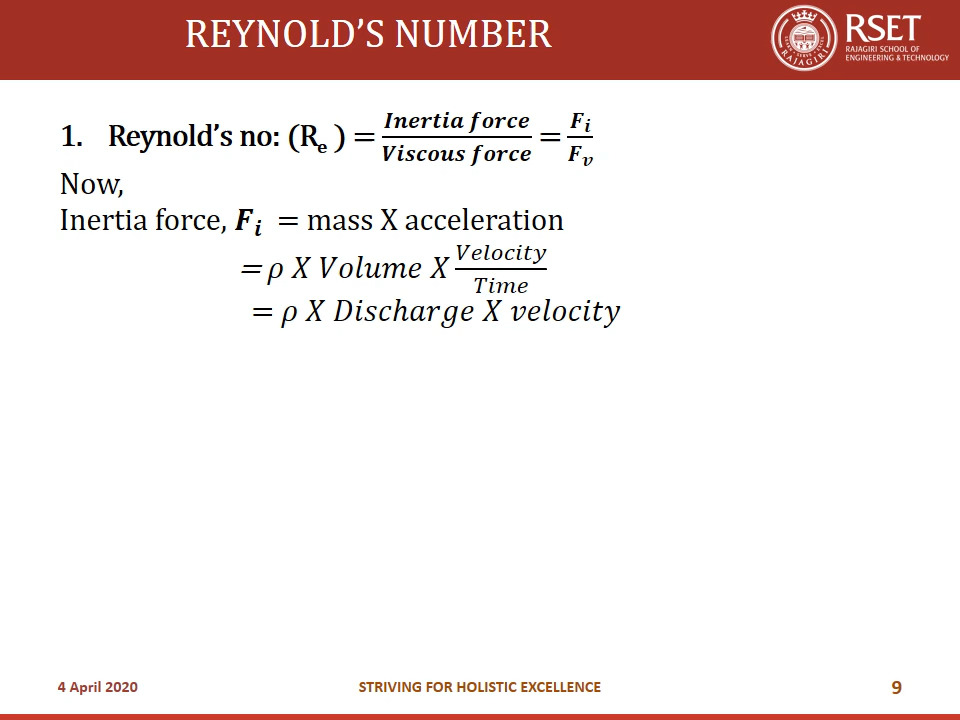 REYNOLD'S NUMBER
RSET
RAJAGIRI SCHOOL OF
ENGINEERING & TECHNOLOGY
RAJAGIRI
1. Reynold's no: (Re ) = Inertia force / Viscous force = Fi / Fv
Now,
Inertia force, Fi = mass X acceleration
= ρ X Volume X Velocity / Time
= ρ X Discharge X velocity
4 April 2020
STRIVING FOR HOLISTIC EXCELLENCE
9